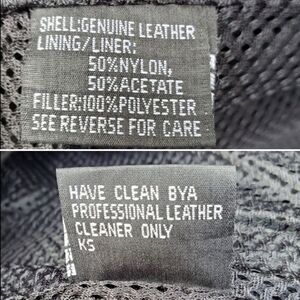 SHELL:GENUINE LEATHER
LINING/LINER:
50%NYLON,
50%ACETATE
FILLER:100%POLYESTER
SEE REVERSE FOR CARE
HAVE CLEAN BYA
PROFESSIONAL LEATHER
CLEANER ONLY
KS